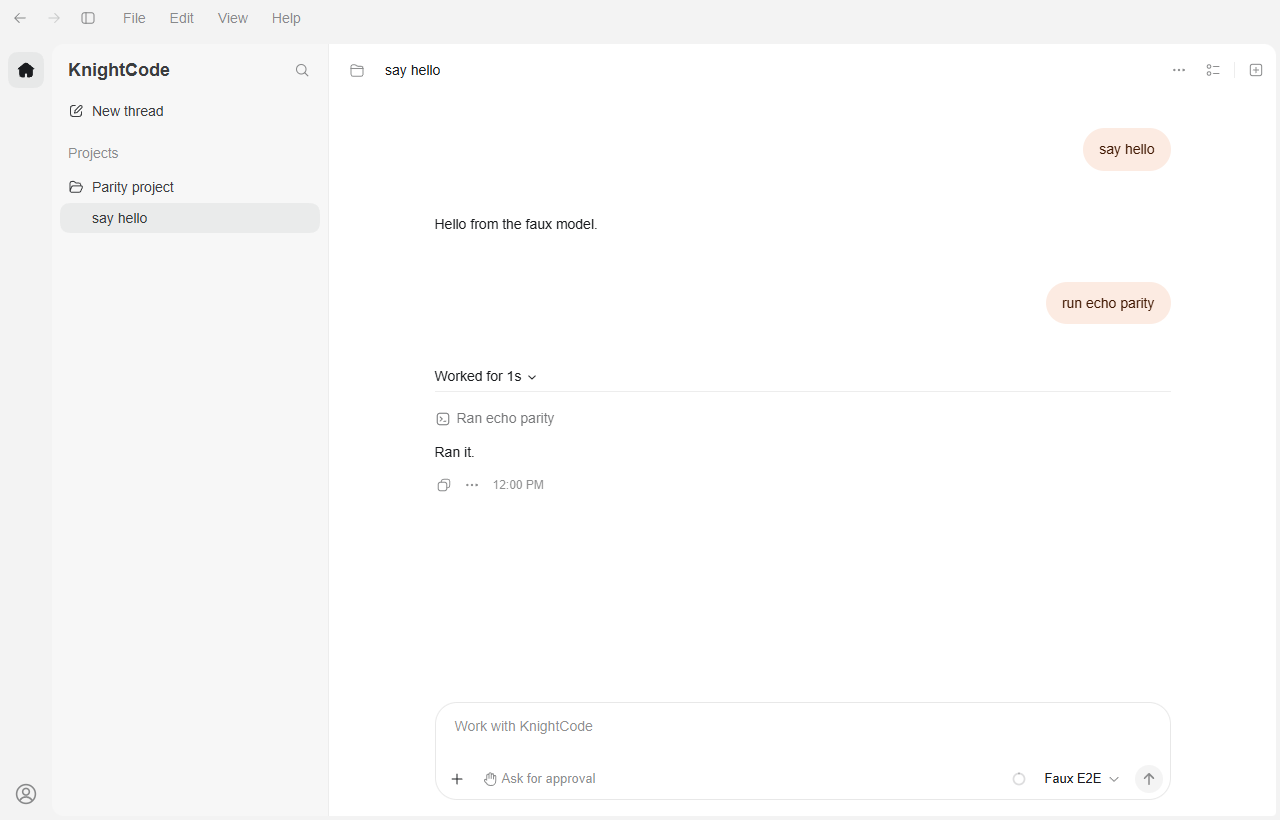 File Edit View Help
KnightCode
New thread
Projects
Parity project
say hello
say hello
say hello
Hello from the faux model.
run echo parity
Worked for 1s
Ran echo parity
Ran it.
12:00 PM
Work with KnightCode
Ask for approval
Faux E2E